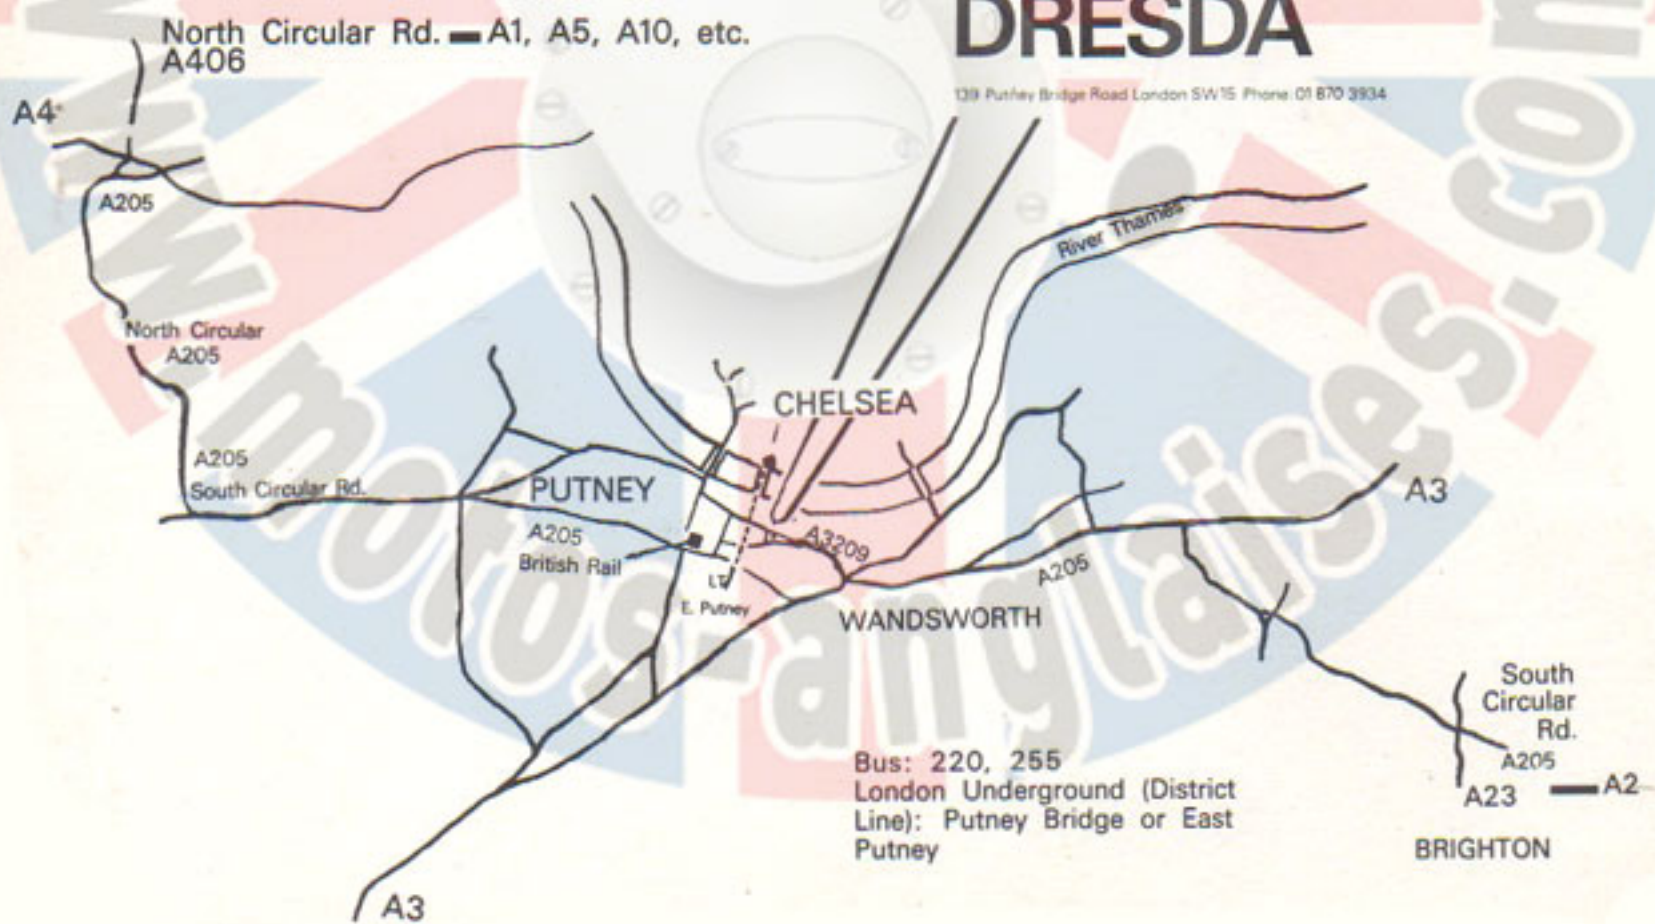 North Circular Rd. ▬ A1, A5, A10, etc.
A406
DRESDA
139 Putney Bridge Road London SW15 Phone: 01 870 3934
A4
A205
River Thames
North Circular
A205
CHELSEA
A205
South Circular Rd.
PUTNEY
A3
A205
British Rail
A3209
LT
E. Putney
A205
WANDSWORTH
South
Circular
Rd.
A205
A23 ▬ A2
BRIGHTON
Bus: 220, 255
London Underground (District
Line): Putney Bridge or East
Putney
A3
www.motos-anglaises.com